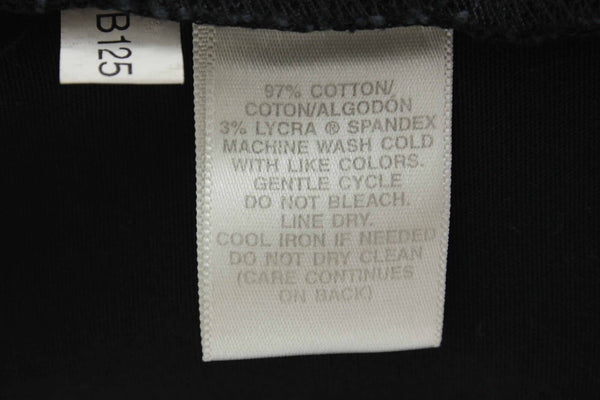 B125
97% COTTON/
COTON/ALGODÓN
3% LYCRA ® SPANDEX
MACHINE WASH COLD
WITH LIKE COLORS.
GENTLE CYCLE
DO NOT BLEACH.
LINE DRY.
COOL IRON IF NEEDED
DO NOT DRY CLEAN
(CARE CONTINUES
ON BACK)